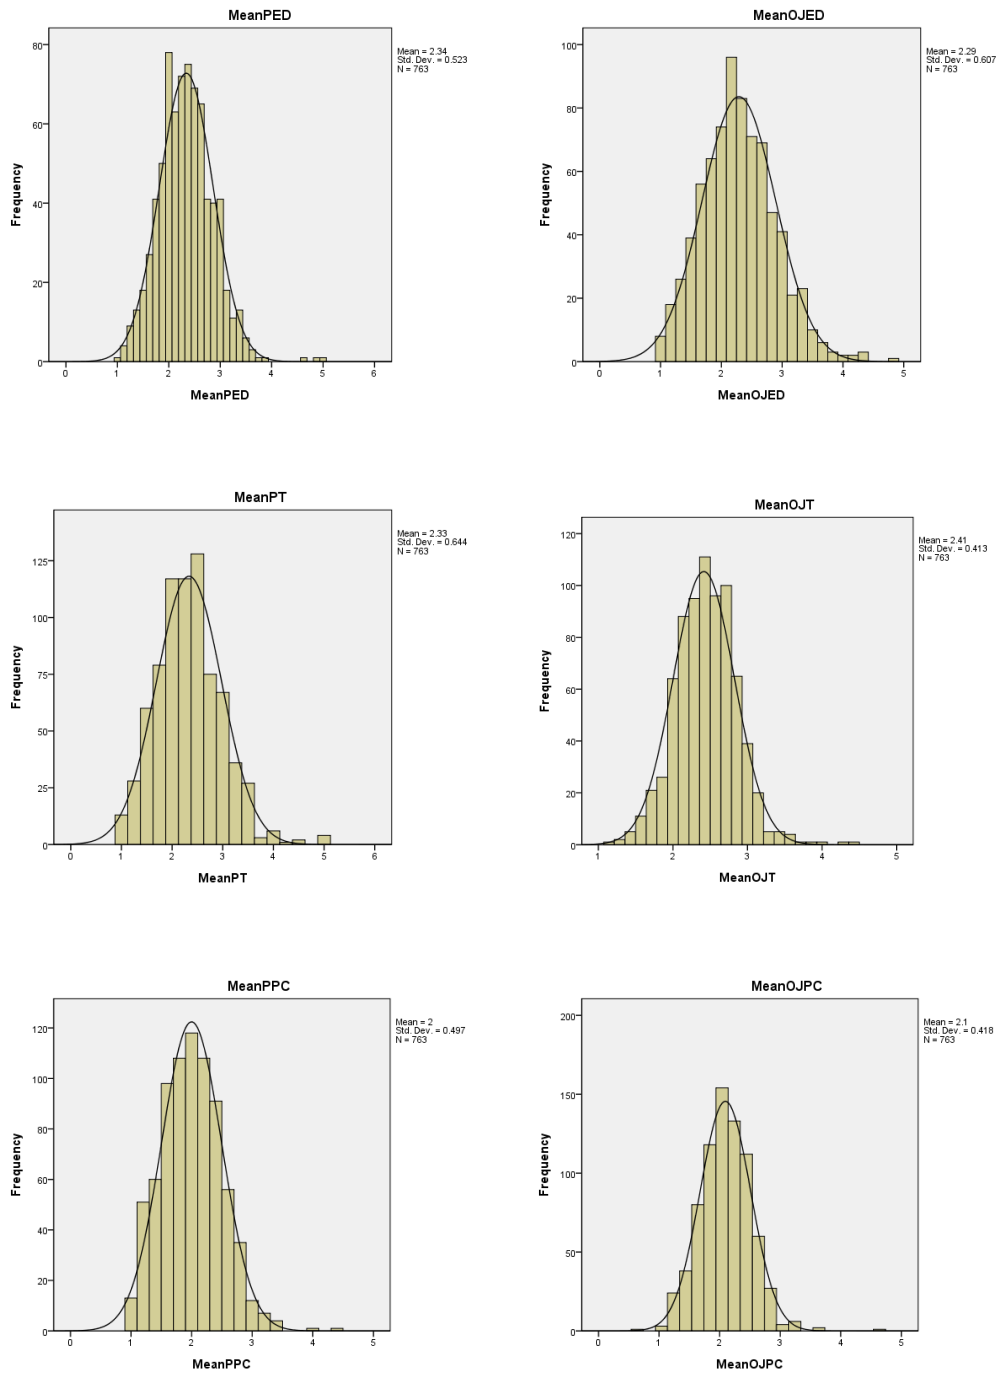 MeanPED
Mean = 2.34
Std. Dev. = 0.523
N = 763
80
60
40
20
0
Frequency
0 1 2 3 4 5 6
MeanPED
MeanOJED
Mean = 2.29
Std. Dev. = 0.607
N = 763
100
80
60
40
20
0
Frequency
0 1 2 3 4 5
MeanOJED
MeanPT
Mean = 2.33
Std. Dev. = 0.644
N = 763
125
100
75
50
25
0
Frequency
0 1 2 3 4 5 6
MeanPT
MeanOJT
Mean = 2.41
Std. Dev. = 0.413
N = 763
120
100
80
60
40
20
0
Frequency
1 2 3 4 5
MeanOJT
MeanPPC
Mean = 2
Std. Dev. = 0.497
N = 763
120
100
80
60
40
20
0
Frequency
0 1 2 3 4 5
MeanPPC
MeanOJPC
Mean = 2.1
Std. Dev. = 0.418
N = 763
200
150
100
50
0
Frequency
0 1 2 3 4 5
MeanOJPC